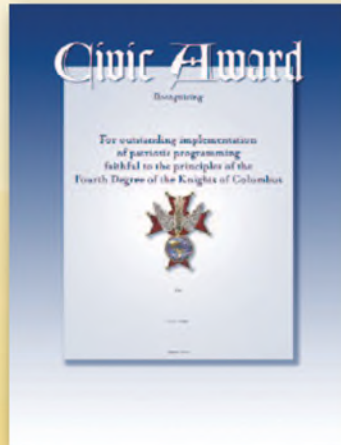 Civic Award
Recognizing
For outstanding implementation
of patriotic programming
faithful to the principles of the
Fourth Degree of the Knights of Columbus